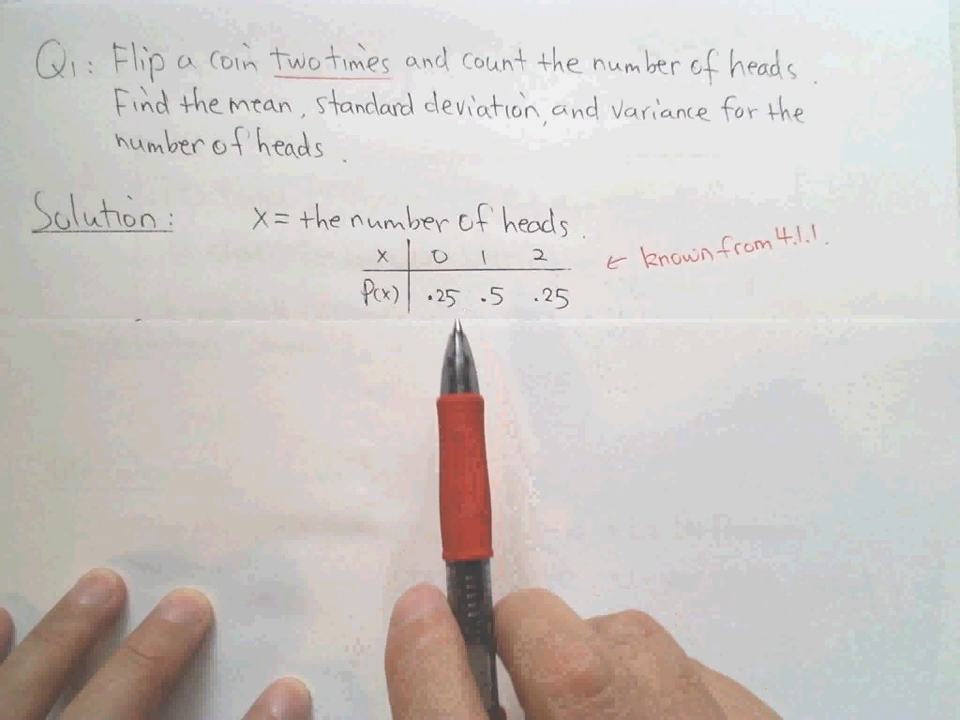 Q1: Flip a coin two times and count the number of heads.
Find the mean, standard deviation, and variance for the
number of heads.
Solution: X = the number of heads.
x 0 1 2 ← known from 4.1.1.
P(x) .25 .5 .25